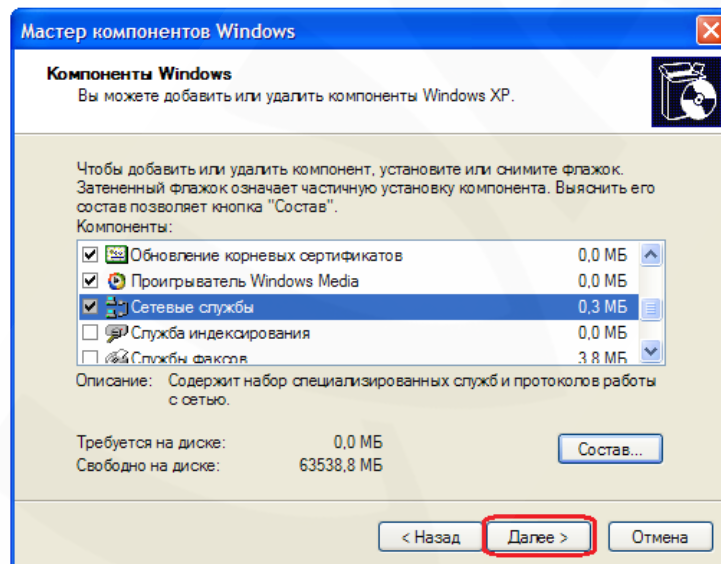 Мастер компонентов Windows
Компоненты Windows
Вы можете добавить или удалить компоненты Windows XP.
Чтобы добавить или удалить компонент, установите или снимите флажок.
Затененный флажок означает частичную установку компонента. Выяснить его
состав позволяет кнопка "Состав".
Компоненты:
Обновление корневых сертификатов 0,0 МБ
Проигрыватель Windows Media 0,0 МБ
Сетевые службы 0,3 МБ
Служба индексирования 0,0 МБ
Службы факсов 3,8 МБ
Описание: Содержит набор специализированных служб и протоколов работы
с сетью.
Требуется на диске: 0,0 МБ
Свободно на диске: 63538,8 МБ
Состав...
< Назад Далее > Отмена